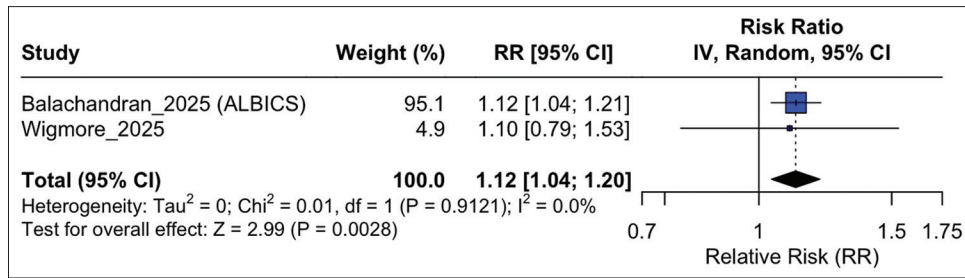 Risk Ratio
Study Weight (%) RR [95% CI] IV, Random, 95% CI
Balachandran_2025 (ALBICS) 95.1 1.12 [1.04; 1.21]
Wigmore_2025 4.9 1.10 [0.79; 1.53]
Total (95% CI) 100.0 1.12 [1.04; 1.20]
Heterogeneity: Tau² = 0; Chi² = 0.01, df = 1 (P = 0.9121); I² = 0.0%
Test for overall effect: Z = 2.99 (P = 0.0028)
0.7 1 1.5 1.75
Relative Risk (RR)